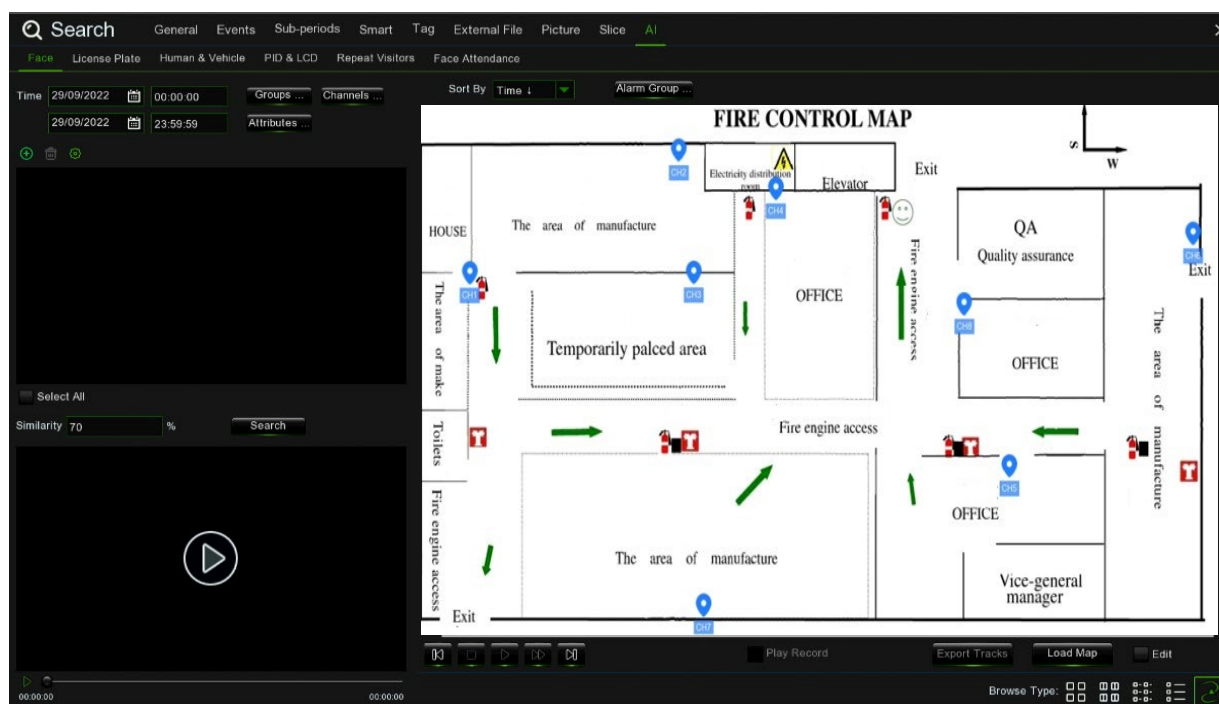 Search General Events Sub-periods Smart Tag External File Picture Slice AI
Face License Plate Human & Vehicle PID & LCD Repeat Visitors Face Attendance
Time 29/09/2022 00:00:00 Groups ... Channels ... Sort By Time ↓ Alarm Group ...
29/09/2022 23:59:59 Attributes ...
FIRE CONTROL MAP
S
W
CH2
Electricity distribution
room
Elevator
Exit
CH4
HOUSE
The area of manufacture
QA
Quality assurance
CH6
Exit
CH1
CH3
OFFICE
Fire engine access
The area of make
Temporarily palced area
CH8
OFFICE
The area of manufacture
Select All
Similarity 70 % Search
Toilets
Fire engine access
CH5
OFFICE
Fire engine access
The area of manufacture
Vice-general
manager
Exit
CH7
Play Record Export Tracks Load Map Edit
00:00:00 00:00:00
Browse Type: